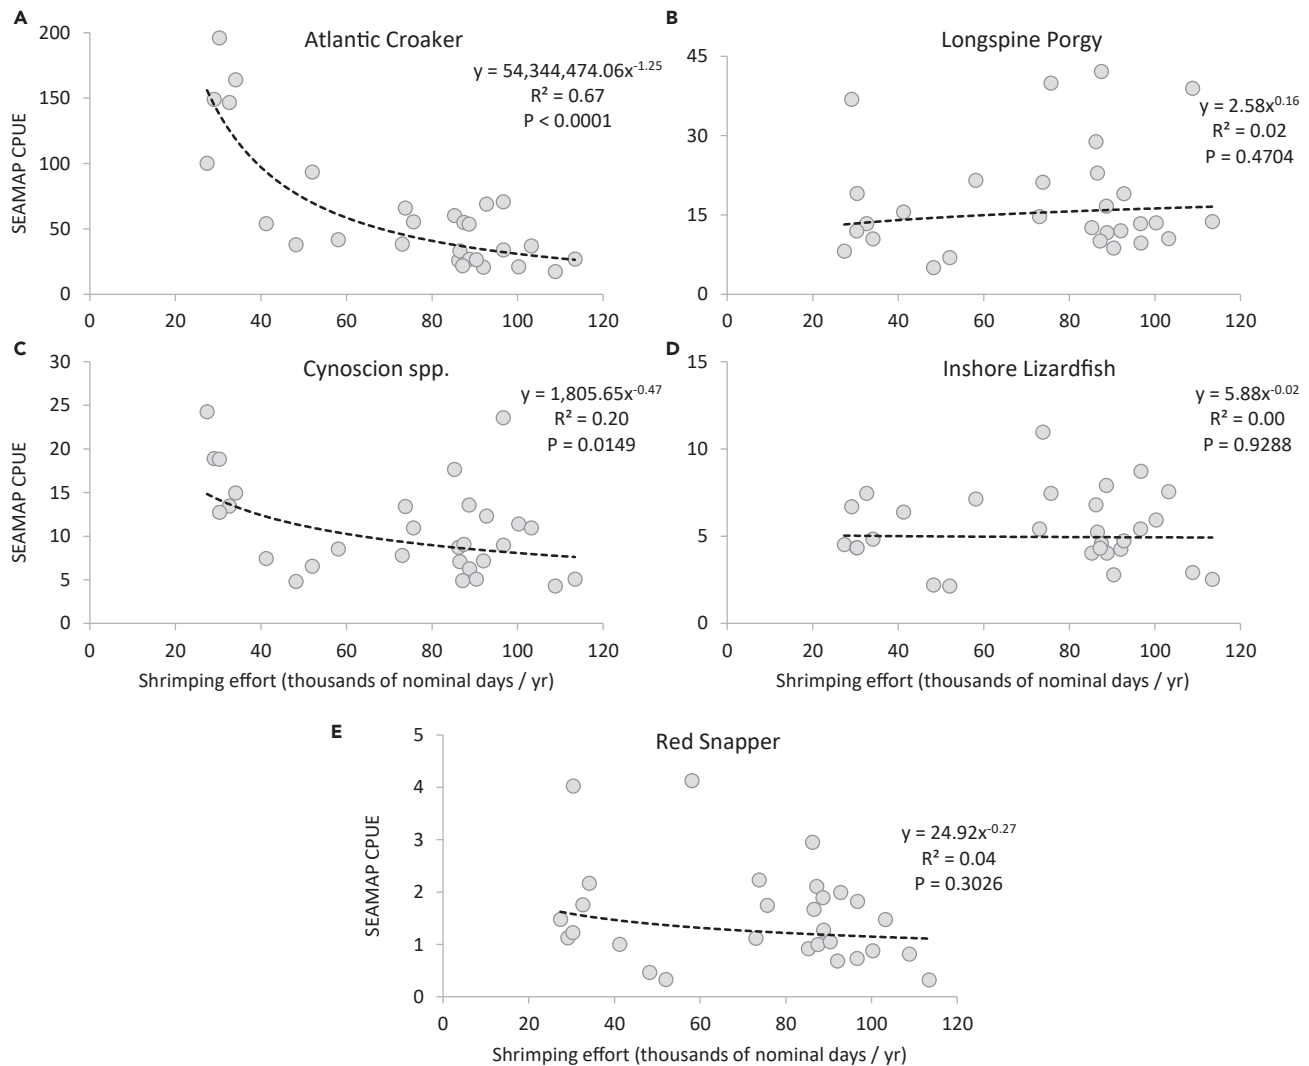 A
Atlantic Croaker
y = 54,344,474.06x^-1.25
R² = 0.67
P < 0.0001
SEAMAP CPUE
200
150
100
50
0
0 20 40 60 80 100 120
B
Longspine Porgy
y = 2.58x^0.16
R² = 0.02
P = 0.4704
45
30
15
0
0 20 40 60 80 100 120
C
Cynoscion spp.
y = 1,805.65x^-0.47
R² = 0.20
P = 0.0149
SEAMAP CPUE
30
25
20
15
10
5
0
0 20 40 60 80 100 120
Shrimping effort (thousands of nominal days / yr)
D
Inshore Lizardfish
y = 5.88x^-0.02
R² = 0.00
P = 0.9288
15
10
5
0
0 20 40 60 80 100 120
Shrimping effort (thousands of nominal days / yr)
E
Red Snapper
y = 24.92x^-0.27
R² = 0.04
P = 0.3026
SEAMAP CPUE
5
4
3
2
1
0
0 20 40 60 80 100 120
Shrimping effort (thousands of nominal days / yr)